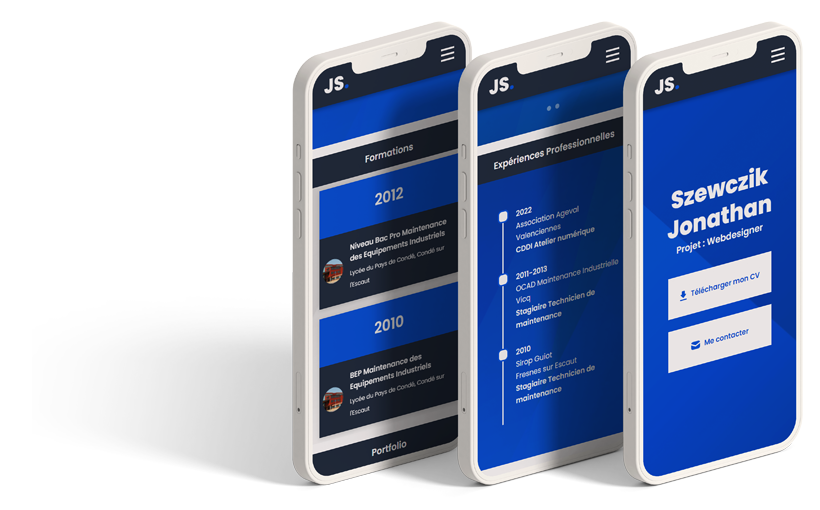 JS.
Formations
2012
Niveau Bac Pro Maintenance
des Equipements Industriels
Lycée du Pays de Condé, Condé sur
l'Escaut
2010
BEP Maintenance des
Equipements Industriels
Lycée du Pays de Condé, Condé sur
l'Escaut
Portfolio
JS.
Expériences Professionnelles
2022
Association Ageval
Valenciennes
CDDI Atelier numérique
2011-2013
OCAD Maintenance Industrielle
Vicq
Stagiaire Technicien de
maintenance
2010
Sirop Guiot
Fresnes sur Escaut
Stagiaire Technicien de
maintenance
JS.
Szewczik
Jonathan
Projet : Webdesigner
Télécharger mon CV
Me contacter